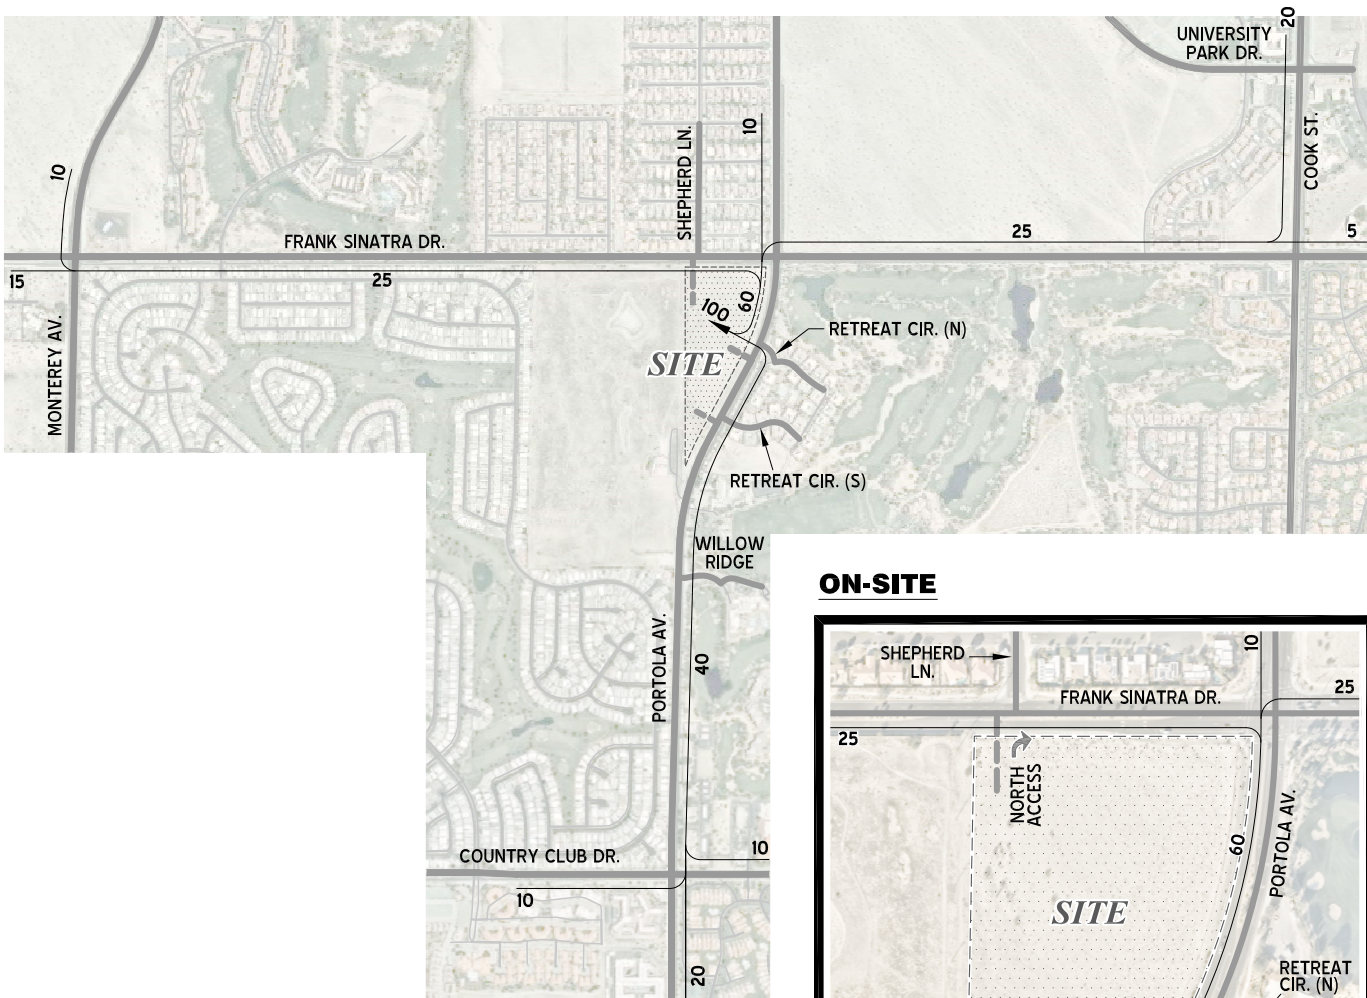 20
UNIVERSITY
PARK DR.
10
SHEPHERD LN.
10
COOK ST.
FRANK SINATRA DR.
25
5
15
25
100
60
MONTEREY AV.
RETREAT CIR. (N)
SITE
RETREAT CIR. (S)
WILLOW
RIDGE
PORTOLA AV.
40
COUNTRY CLUB DR.
10
10
20
ON-SITE
SHEPHERD
LN.
10
FRANK SINATRA DR.
25
25
NORTH
ACCESS
60
PORTOLA AV.
SITE
RETREAT
CIR. (N)